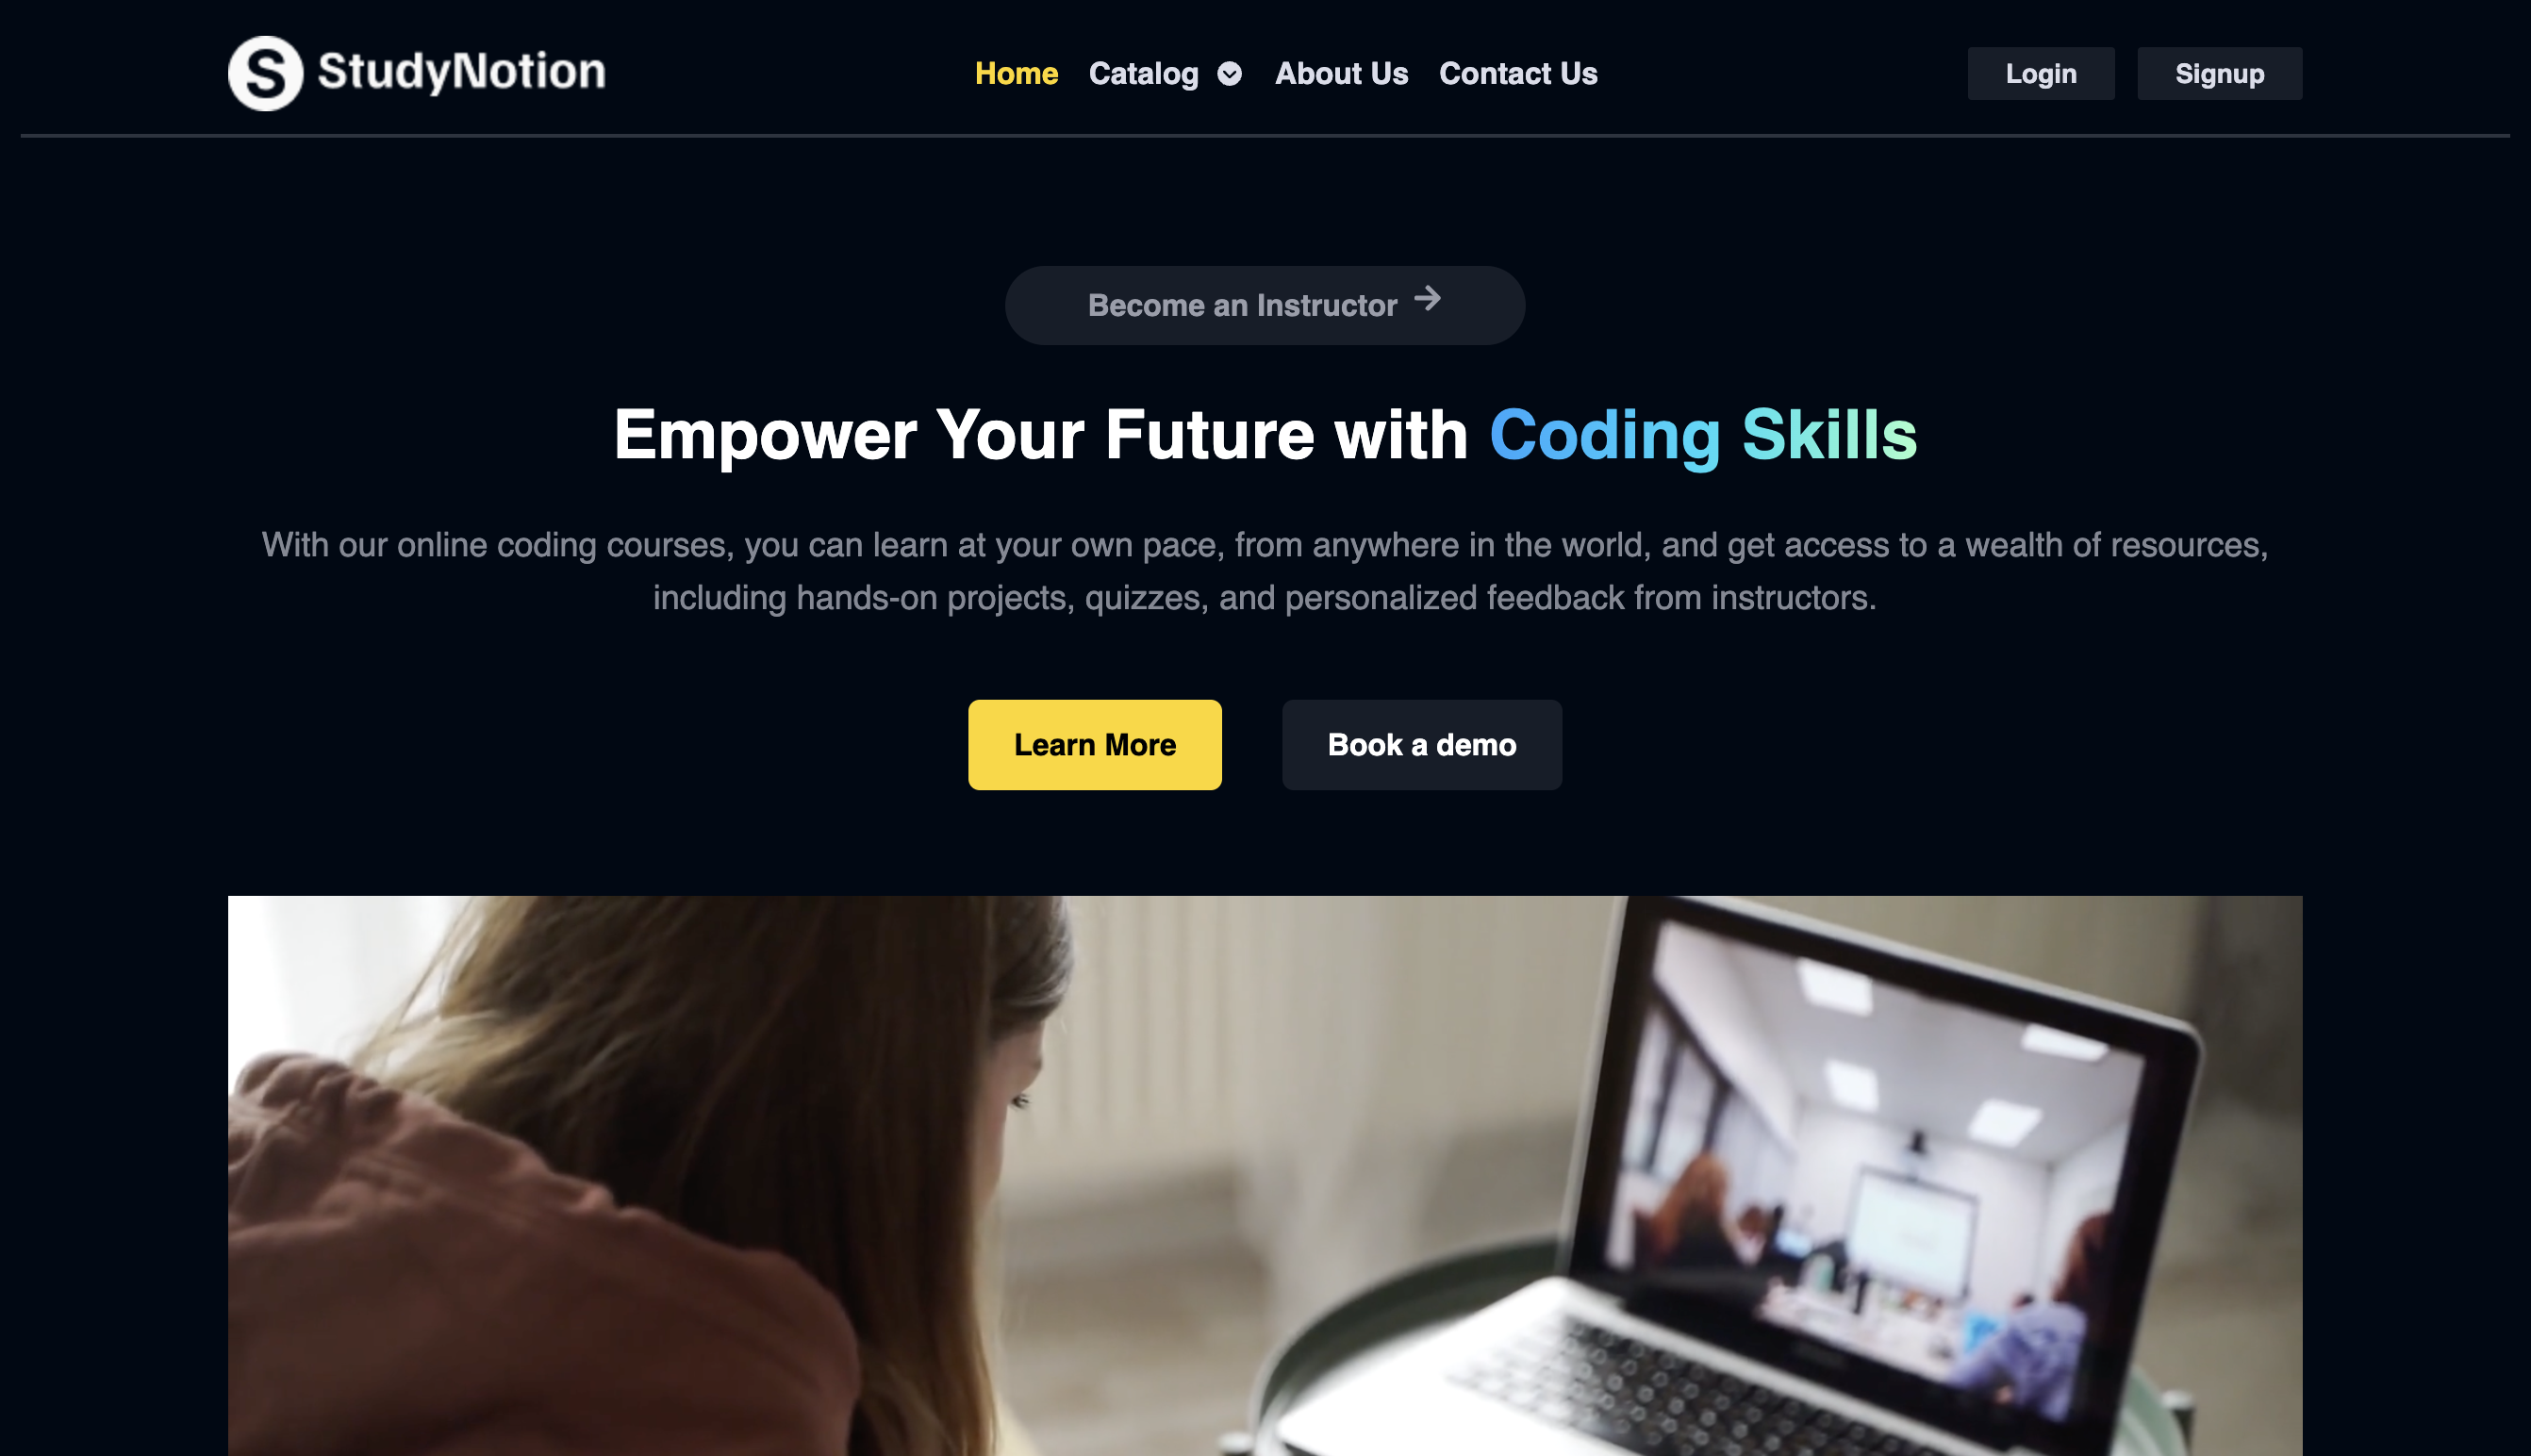 StudyNotion
Home Catalog About Us Contact Us
Login Signup
Become an Instructor
Empower Your Future with Coding Skills
With our online coding courses, you can learn at your own pace, from anywhere in the world, and get access to a wealth of resources,
including hands-on projects, quizzes, and personalized feedback from instructors.
Learn More Book a demo